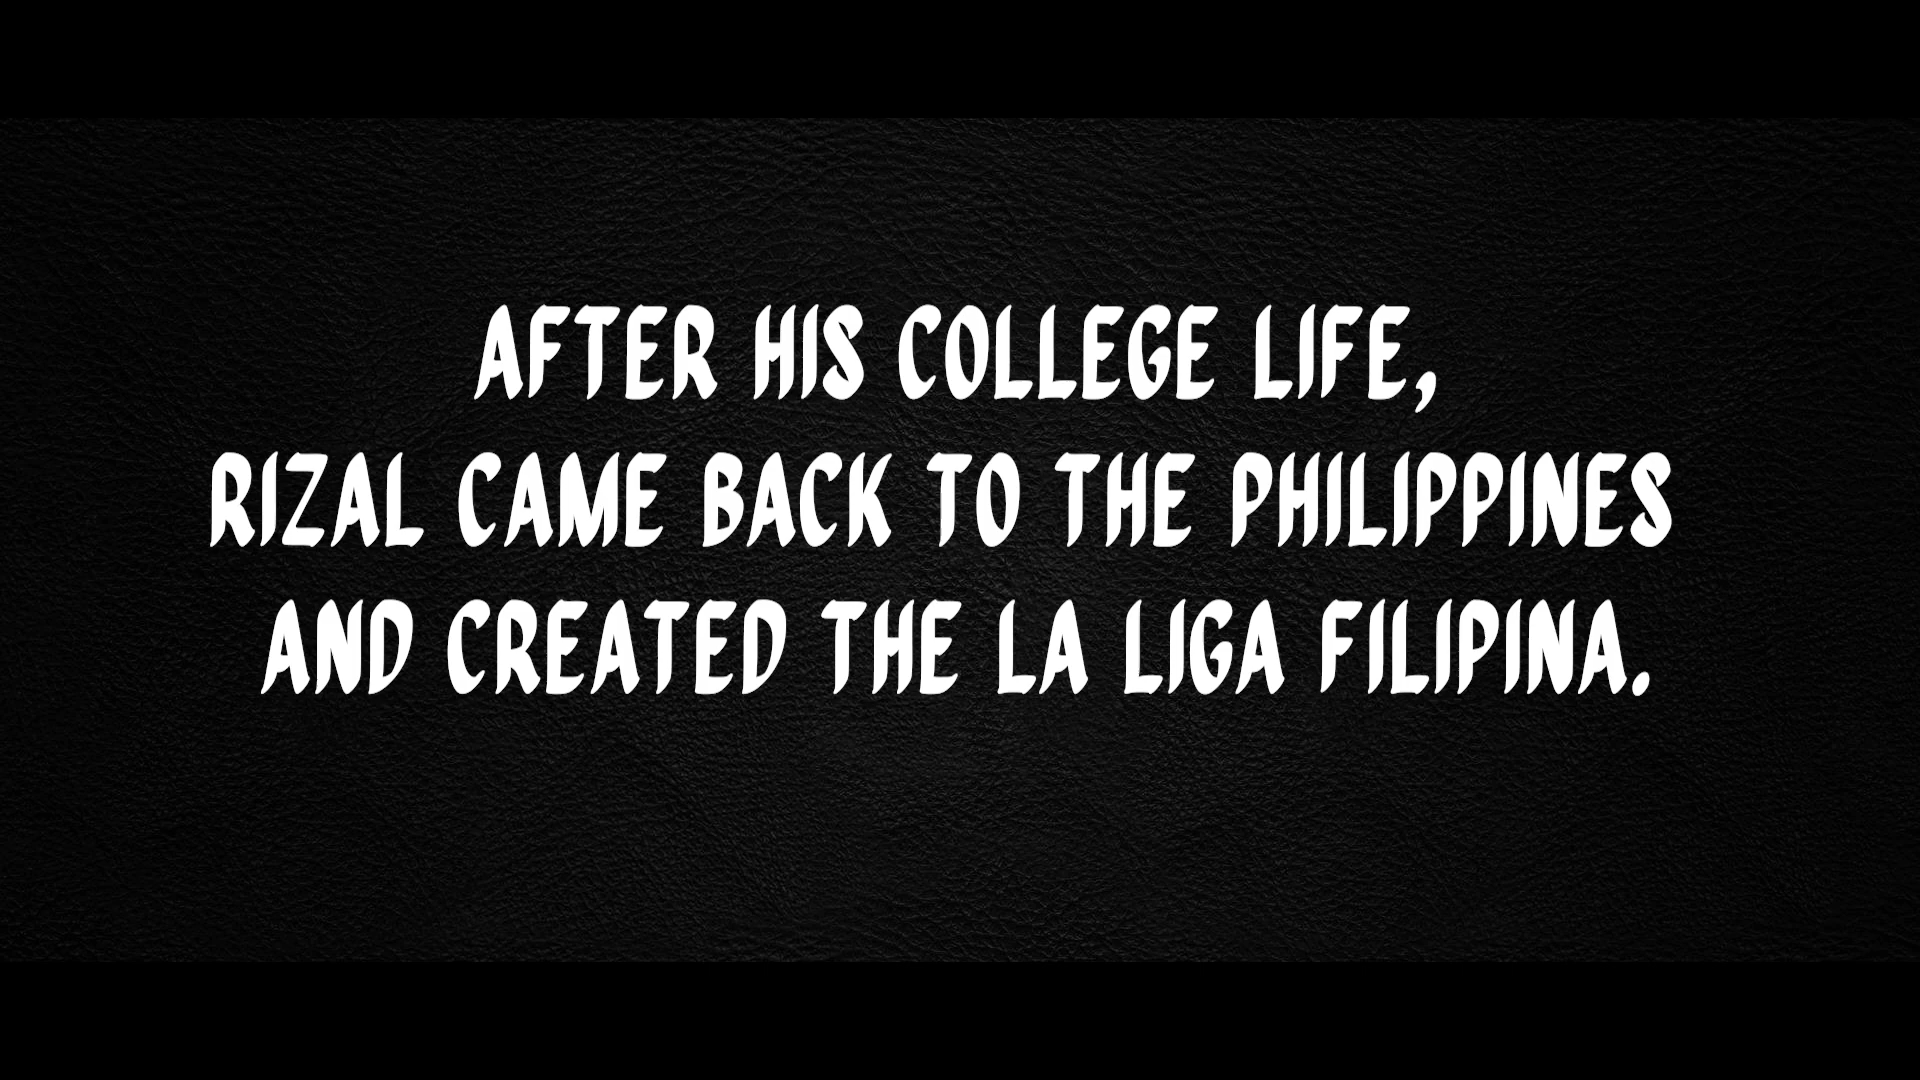 AFTER HIS COLLEGE LIFE,
RIZAL CAME BACK TO THE PHILIPPINES
AND CREATED THE LA LIGA FILIPINA.